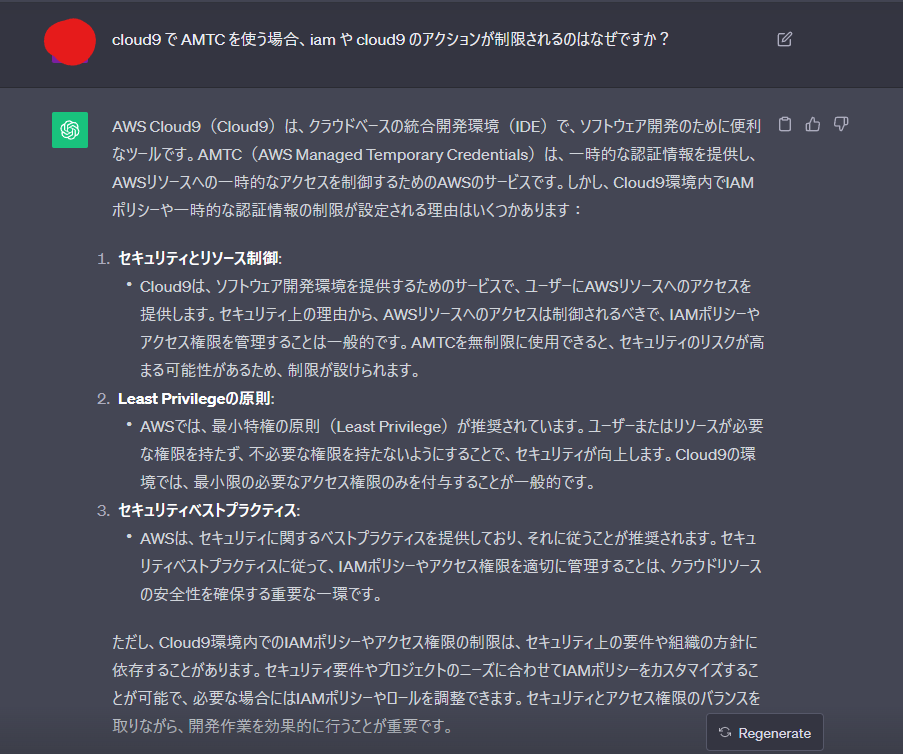 cloud9 で AMTC を使う場合、iam や cloud9 のアクションが制限されるのはなぜですか？
AWS Cloud9（Cloud9）は、クラウドベースの統合開発環境（IDE）で、ソフトウェア開発のために便利
なツールです。AMTC（AWS Managed Temporary Credentials）は、一時的な認証情報を提供し、
AWSリソースへの一時的なアクセスを制御するためのAWSのサービスです。しかし、Cloud9環境内でIAM
ポリシーや一時的な認証情報の制限が設定される理由はいくつかあります：
1. セキュリティとリソース制御:
• Cloud9は、ソフトウェア開発環境を提供するためのサービスで、ユーザーにAWSリソースへのアクセスを
提供します。セキュリティ上の理由から、AWSリソースへのアクセスは制御されるべきで、IAMポリシーや
アクセス権限を管理することは一般的です。AMTCを無制限に使用できると、セキュリティのリスクが高
まる可能性があるため、制限が設けられます。
2. Least Privilegeの原則:
• AWSでは、最小特権の原則（Least Privilege）が推奨されています。ユーザーまたはリソースが必要
な権限を持たず、不必要な権限を持たないようにすることで、セキュリティが向上します。Cloud9の環
境では、最小限の必要なアクセス権限のみを付与することが一般的です。
3. セキュリティベストプラクティス:
• AWSは、セキュリティに関するベストプラクティスを提供しており、それに従うことが推奨されます。セキュ
リティベストプラクティスに従って、IAMポリシーやアクセス権限を適切に管理することは、クラウドリソース
の安全性を確保する重要な一環です。
ただし、Cloud9環境内でのIAMポリシーやアクセス権限の制限は、セキュリティ上の要件や組織の方針に
依存することがあります。セキュリティ要件やプロジェクトのニーズに合わせてIAMポリシーをカスタマイズするこ
とが可能で、必要な場合にはIAMポリシーやロールを調整できます。セキュリティとアクセス権限のバランスを
取りながら、開発作業を効果的に行うことが重要です。
Regenerate